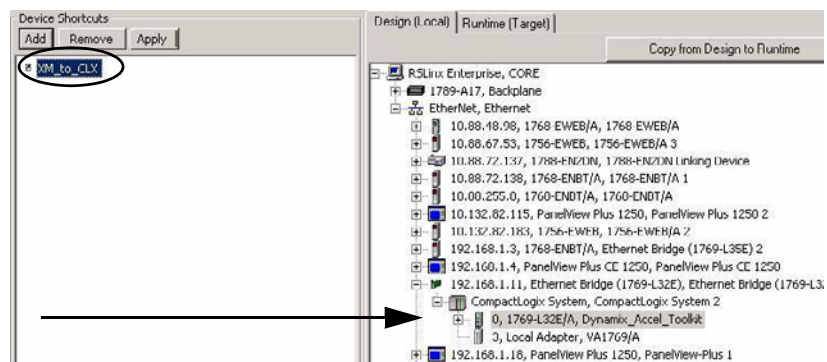 Device Shortcuts
Add Remove Apply
XM_to_CLX
Design (Local) Runtime (Target)
Copy from Design to Runtime
RSLinx Enterprise, CORE
1789-A17, Backplane
EtherNet, Ethernet
10.88.48.98, 1768-EWEB/A, 1768-EWEB/A
10.88.67.53, 1756-EWEB, 1756-EWEB/A 3
10.88.72.137, 1788-EN2DN, 1788-EN2DN Linking Device
10.88.72.138, 1768-ENBT/A, 1768-ENBT/A 1
10.88.255.8, 1768-ENBT/A, 1768-ENBT/A
10.132.82.115, PanelView Plus 1250, PanelView Plus 1250 2
10.132.82.183, 1756-EWEB, 1756-EWEB/A 2
192.168.1.3, 1768-ENBT/A, Ethernet Bridge (1769-L35E) 2
192.168.1.4, PanelView Plus CE 1250, PanelView Plus CE 1250
192.168.1.11, Ethernet Bridge (1769-L32E), Ethernet Bridge (1769-L32
CompactLogix System, CompactLogix System 2
0, 1769-L32E/A, Dynamix_Accel_Toolkit
3, Local Adapter, VA1769/A
192.168.1.18, PanelView Plus 1250, PanelView-Plus 1